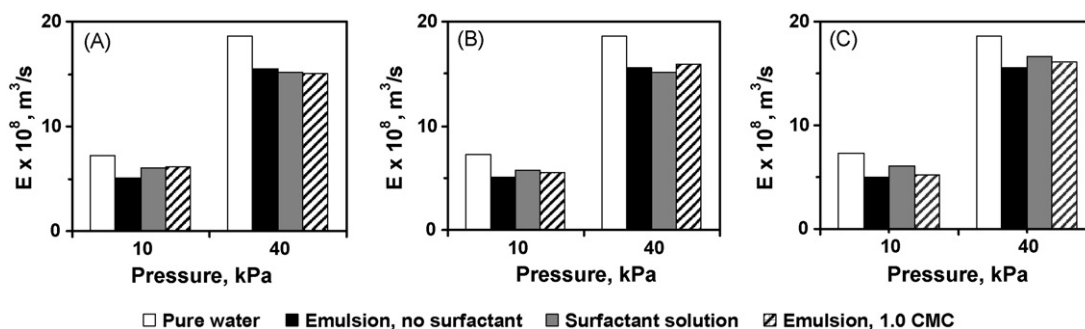 (A)
E x 10⁸, m³/s
20
10
0
10
40
Pressure, kPa
(B)
E x 10⁸, m³/s
20
10
0
10
40
Pressure, kPa
(C)
E x 10⁸, m³/s
20
10
0
10
40
Pressure, kPa
Pure water Emulsion, no surfactant Surfactant solution Emulsion, 1.0 CMC